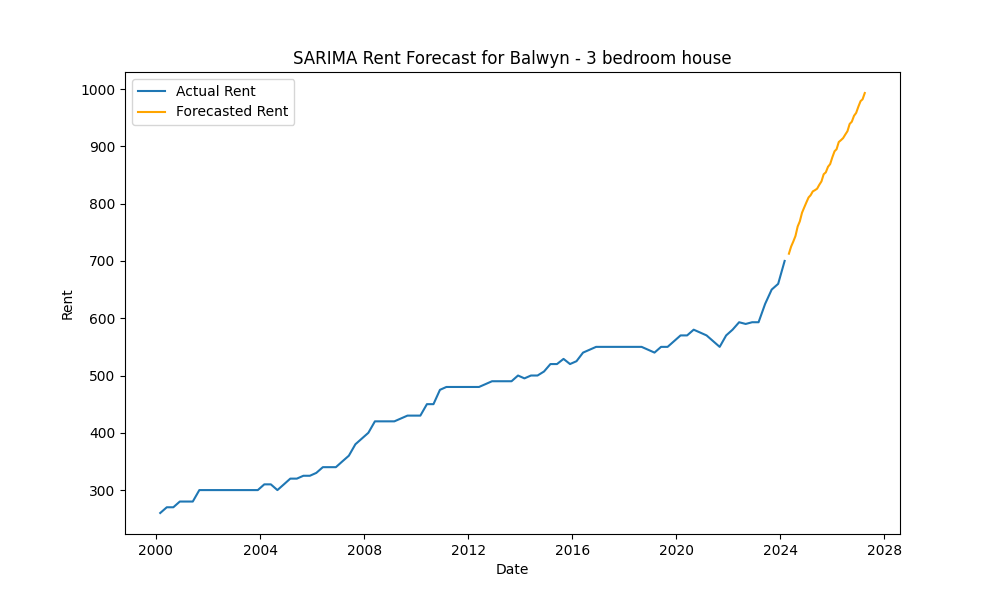 SARIMA Rent Forecast for Balwyn - 3 bedroom house
Actual Rent
Forecasted Rent
1000
900
800
700
600
500
400
300
Rent
2000 2004 2008 2012 2016 2020 2024 2028
Date